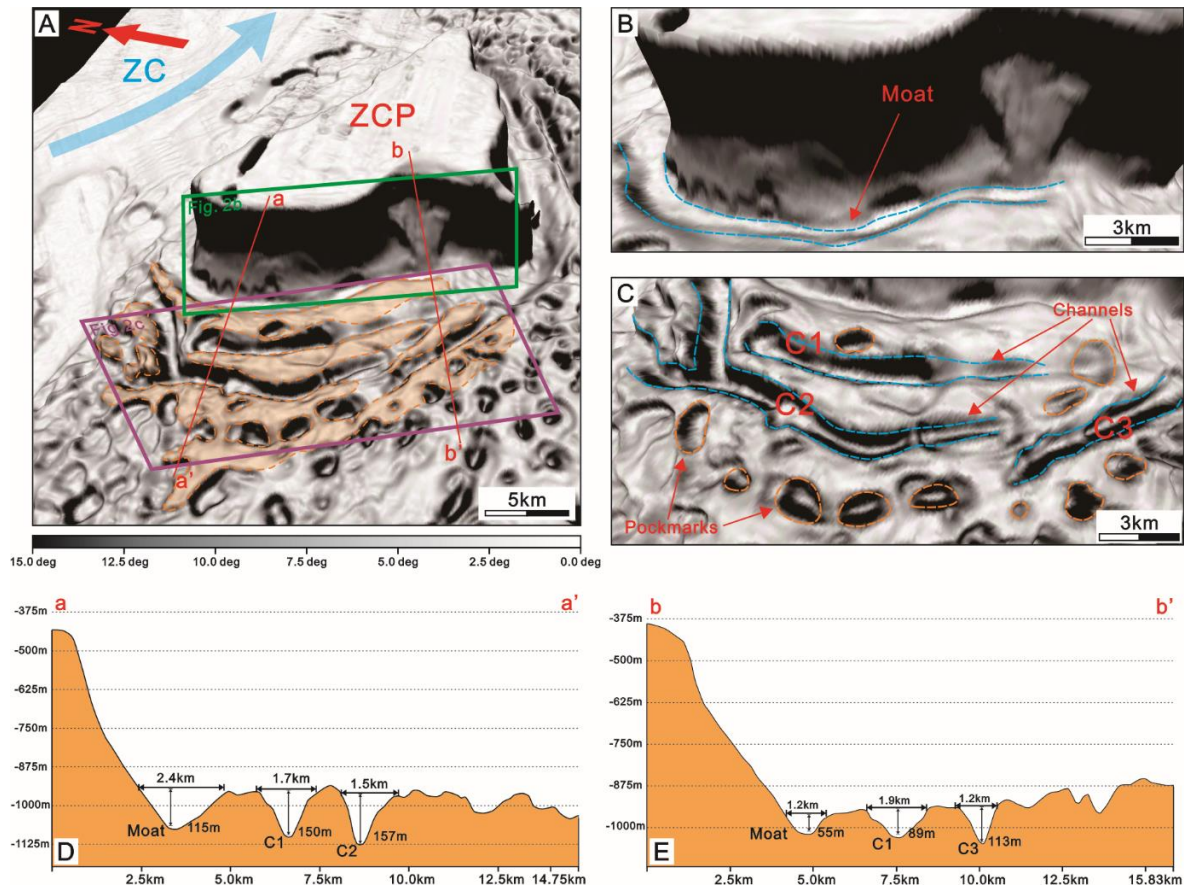 A
N
ZC
ZCP
a
b
Fig. 2b
Fig. 2c
a'
b'
5km
15.0 deg 12.5 deg 10.0 deg 7.5 deg 5.0 deg 2.5 deg 0.0 deg
B
Moat
3km
C
C1
Channels
C2
C3
Pockmarks
3km
a a'
-375m
-500m
-625m
-750m
-875m
-1000m
-1125m
2.4km 1.7km 1.5km
Moat 115m C1 150m C2 157m
D
2.5km 5.0km 7.5km 10.0km 12.5km 14.75km
b b'
-375m
-500m
-625m
-750m
-875m
-1000m
1.2km 1.9km 1.2km
Moat 55m C1 89m C3 113m
E
2.5km 5.0km 7.5km 10.0km 12.5km 15.83km